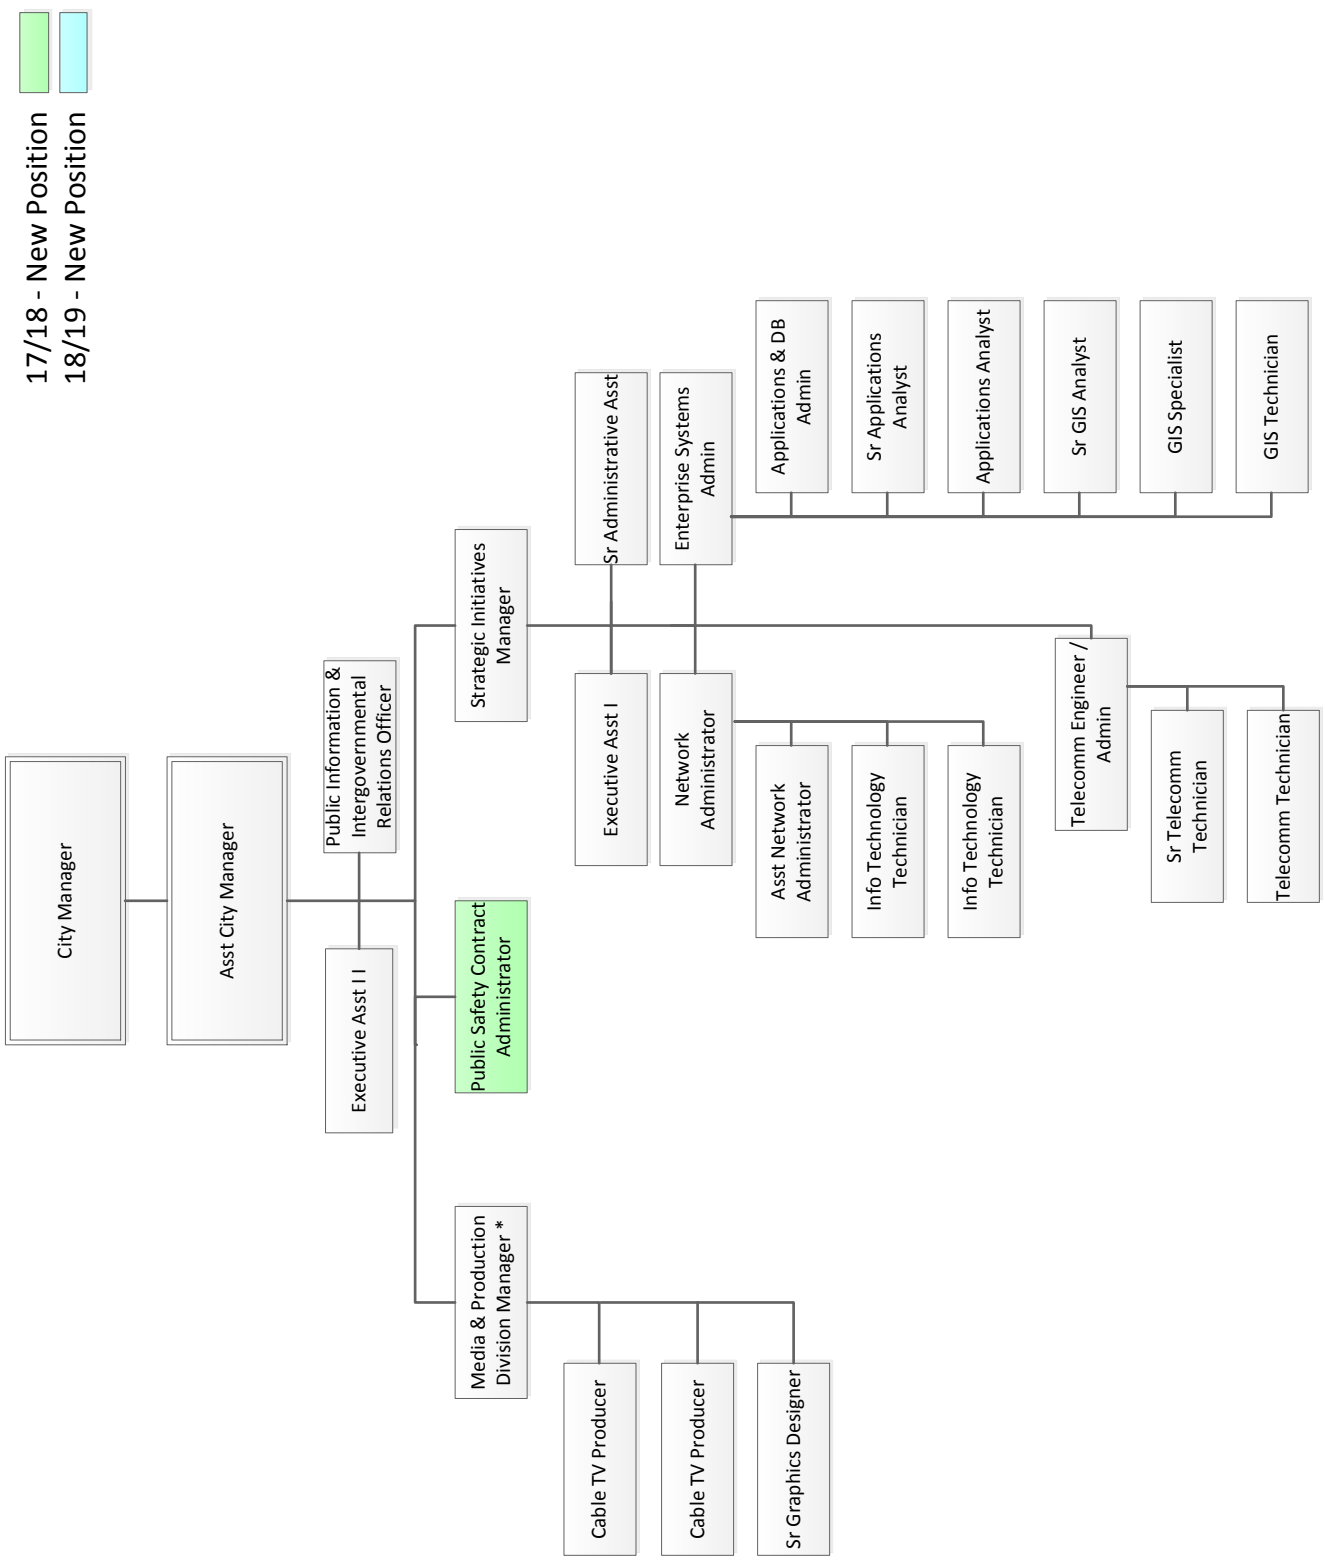 17/18 - New Position
18/19 - New Position
City Manager
Asst City Manager
Executive Asst I I
Public Information &
Intergovernmental
Relations Officer
Media & Production
Division Manager *
Public Safety Contract
Administrator
Strategic Initiatives
Manager
Cable TV Producer
Cable TV Producer
Sr Graphics Designer
Executive Asst I
Sr Administrative Asst
Network
Administrator
Enterprise Systems
Admin
Asst Network
Administrator
Info Technology
Technician
Info Technology
Technician
Applications & DB
Admin
Sr Applications
Analyst
Applications Analyst
Sr GIS Analyst
GIS Specialist
GIS Technician
Telecomm Engineer /
Admin
Sr Telecomm
Technician
Telecomm Technician